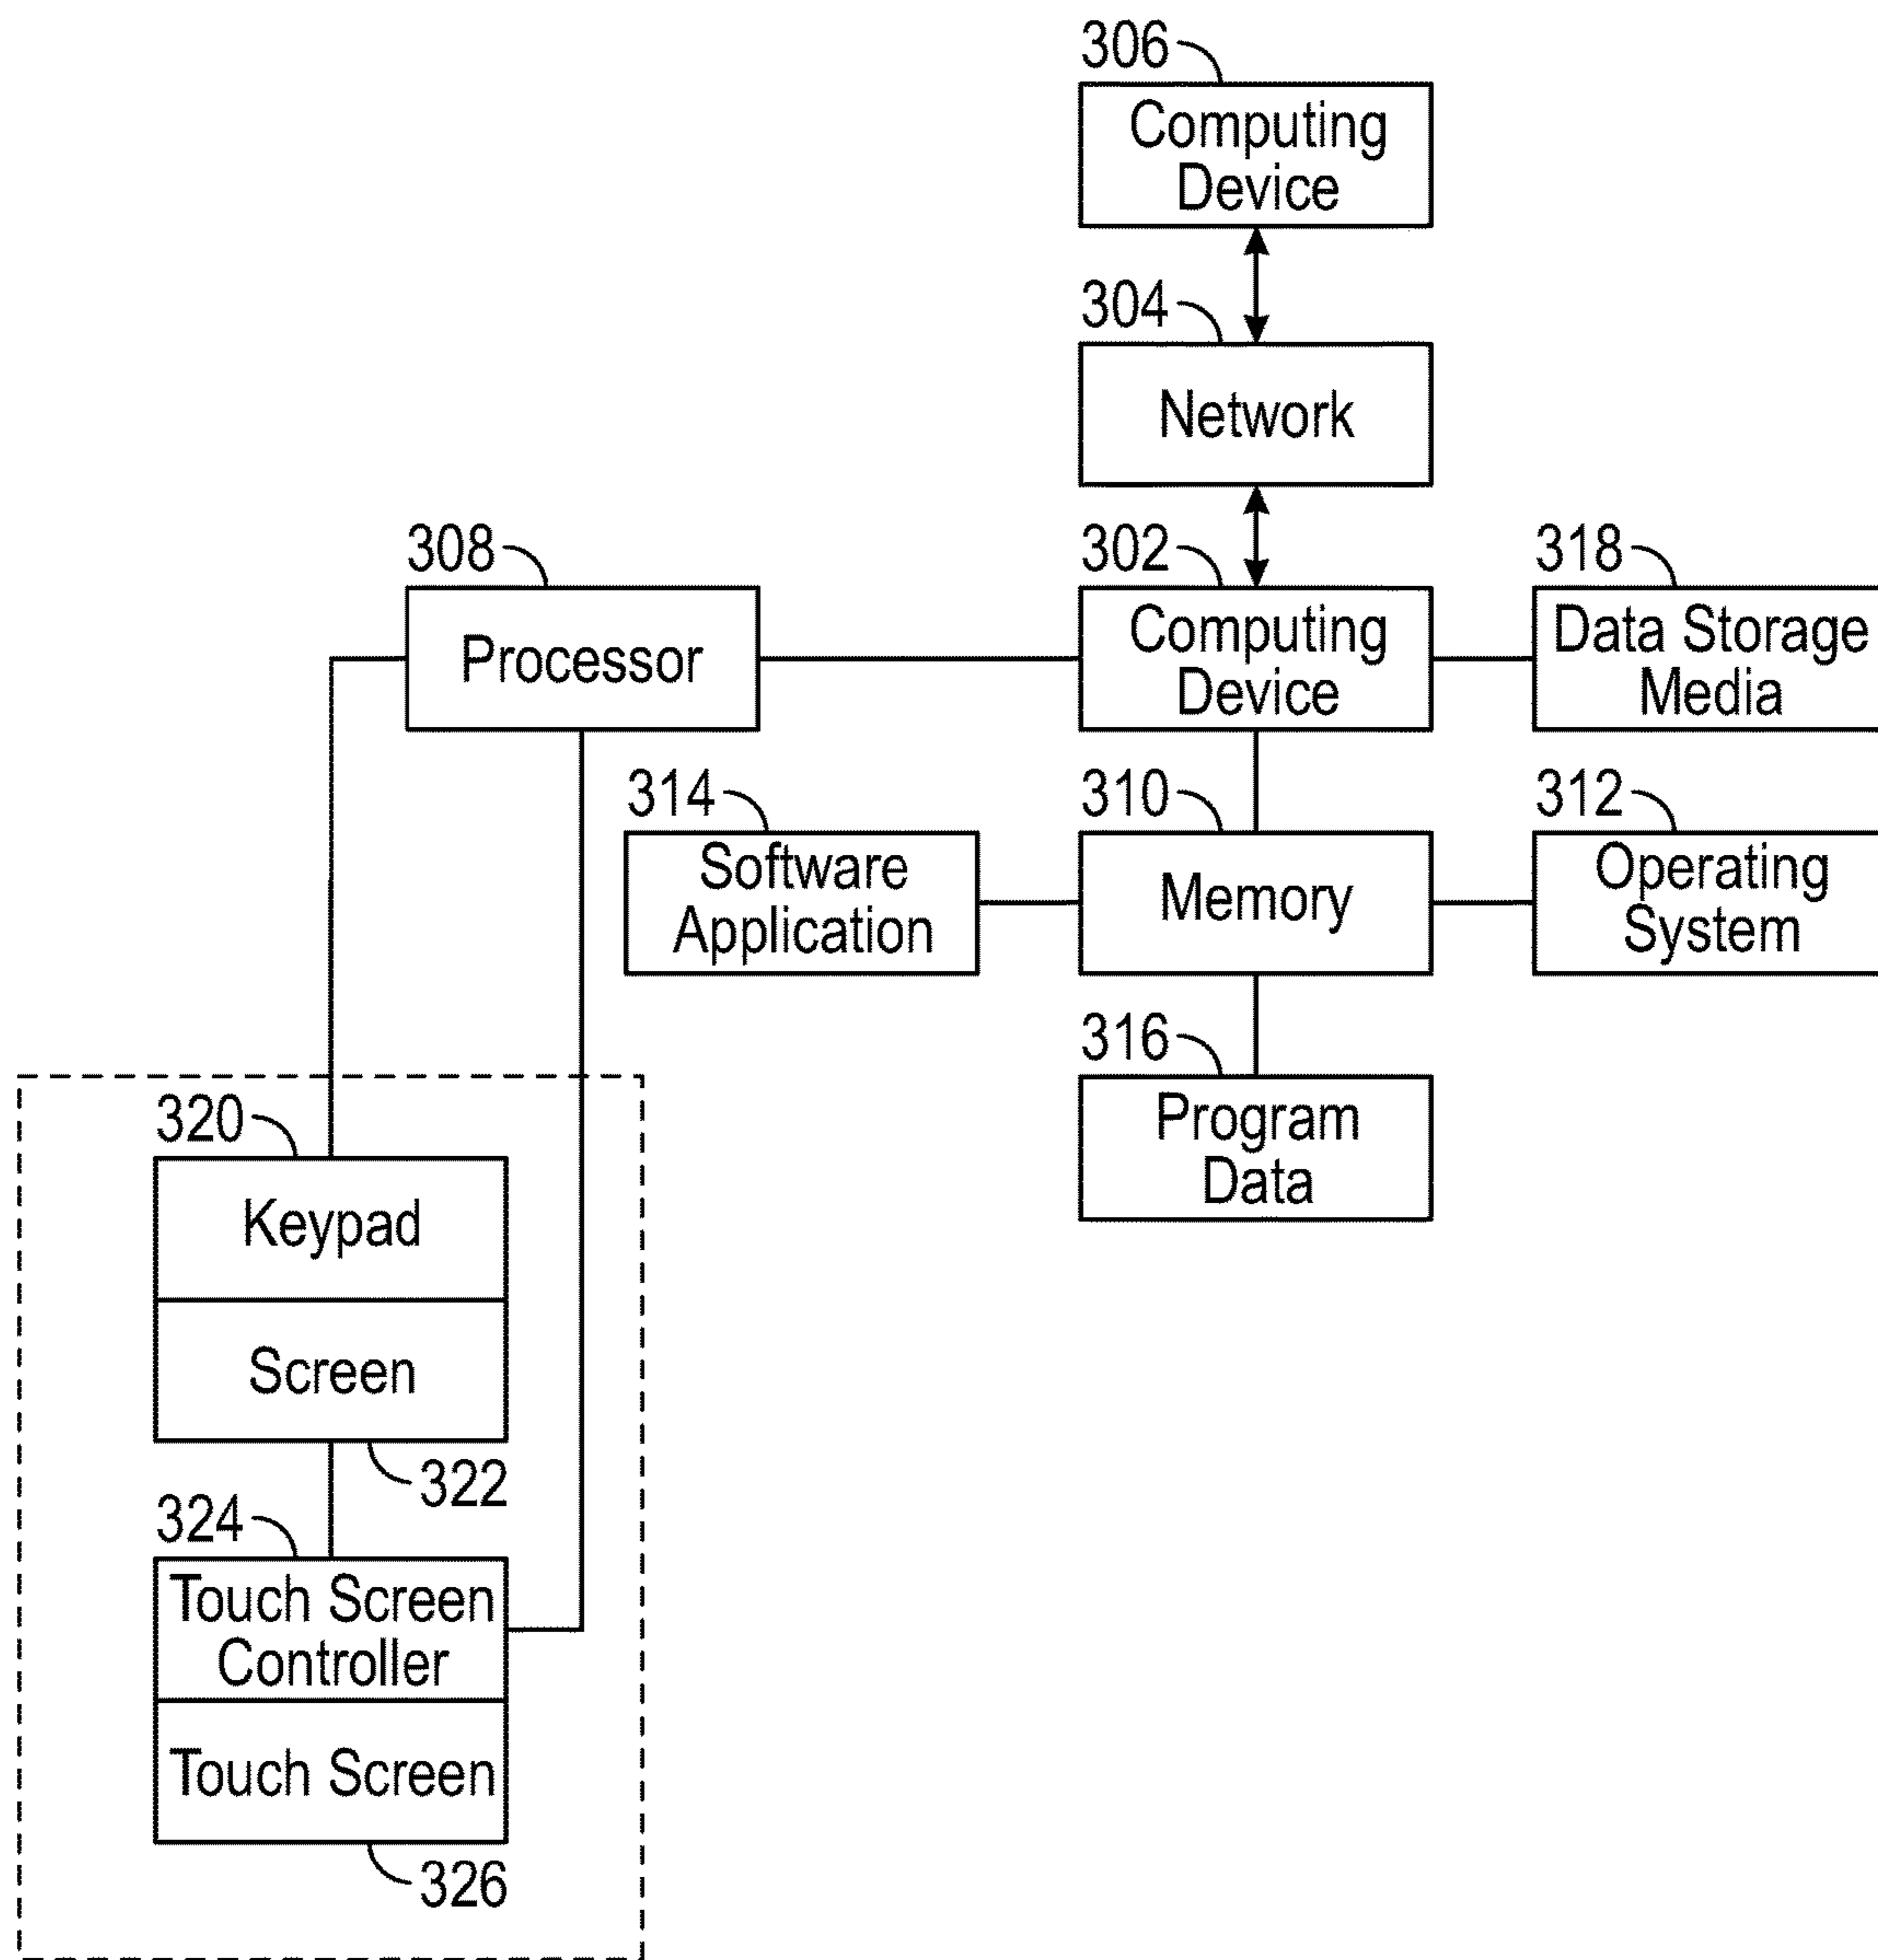 306
Computing
Device
304
Network
308
302
318
Processor
Computing
Device
Data Storage
Media
314
310
312
Software
Application
Memory
Operating
System
316
Program
Data
320
Keypad
Screen
322
324
Touch Screen
Controller
Touch Screen
326